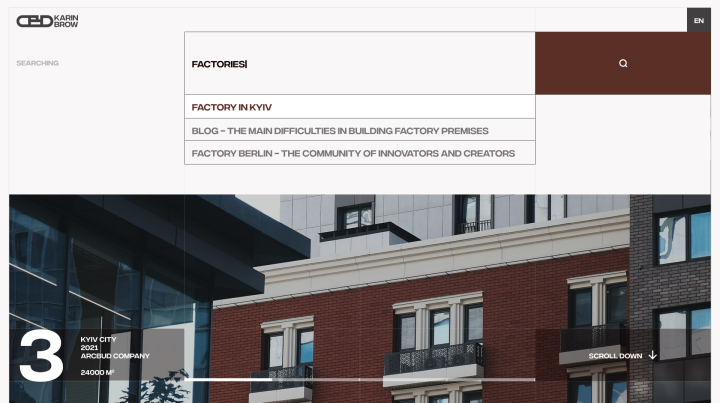 CBD KARIN
BROW
EN
SEARCHING
FACTORIES
FACTORY IN KYIV
BLOG – THE MAIN DIFFICULTIES IN BUILDING FACTORY PREMISES
FACTORY BERLIN – THE COMMUNITY OF INNOVATORS AND CREATORS
3
KYIV CITY
2021
ARCBUD COMPANY
24000 M²
SCROLL DOWN